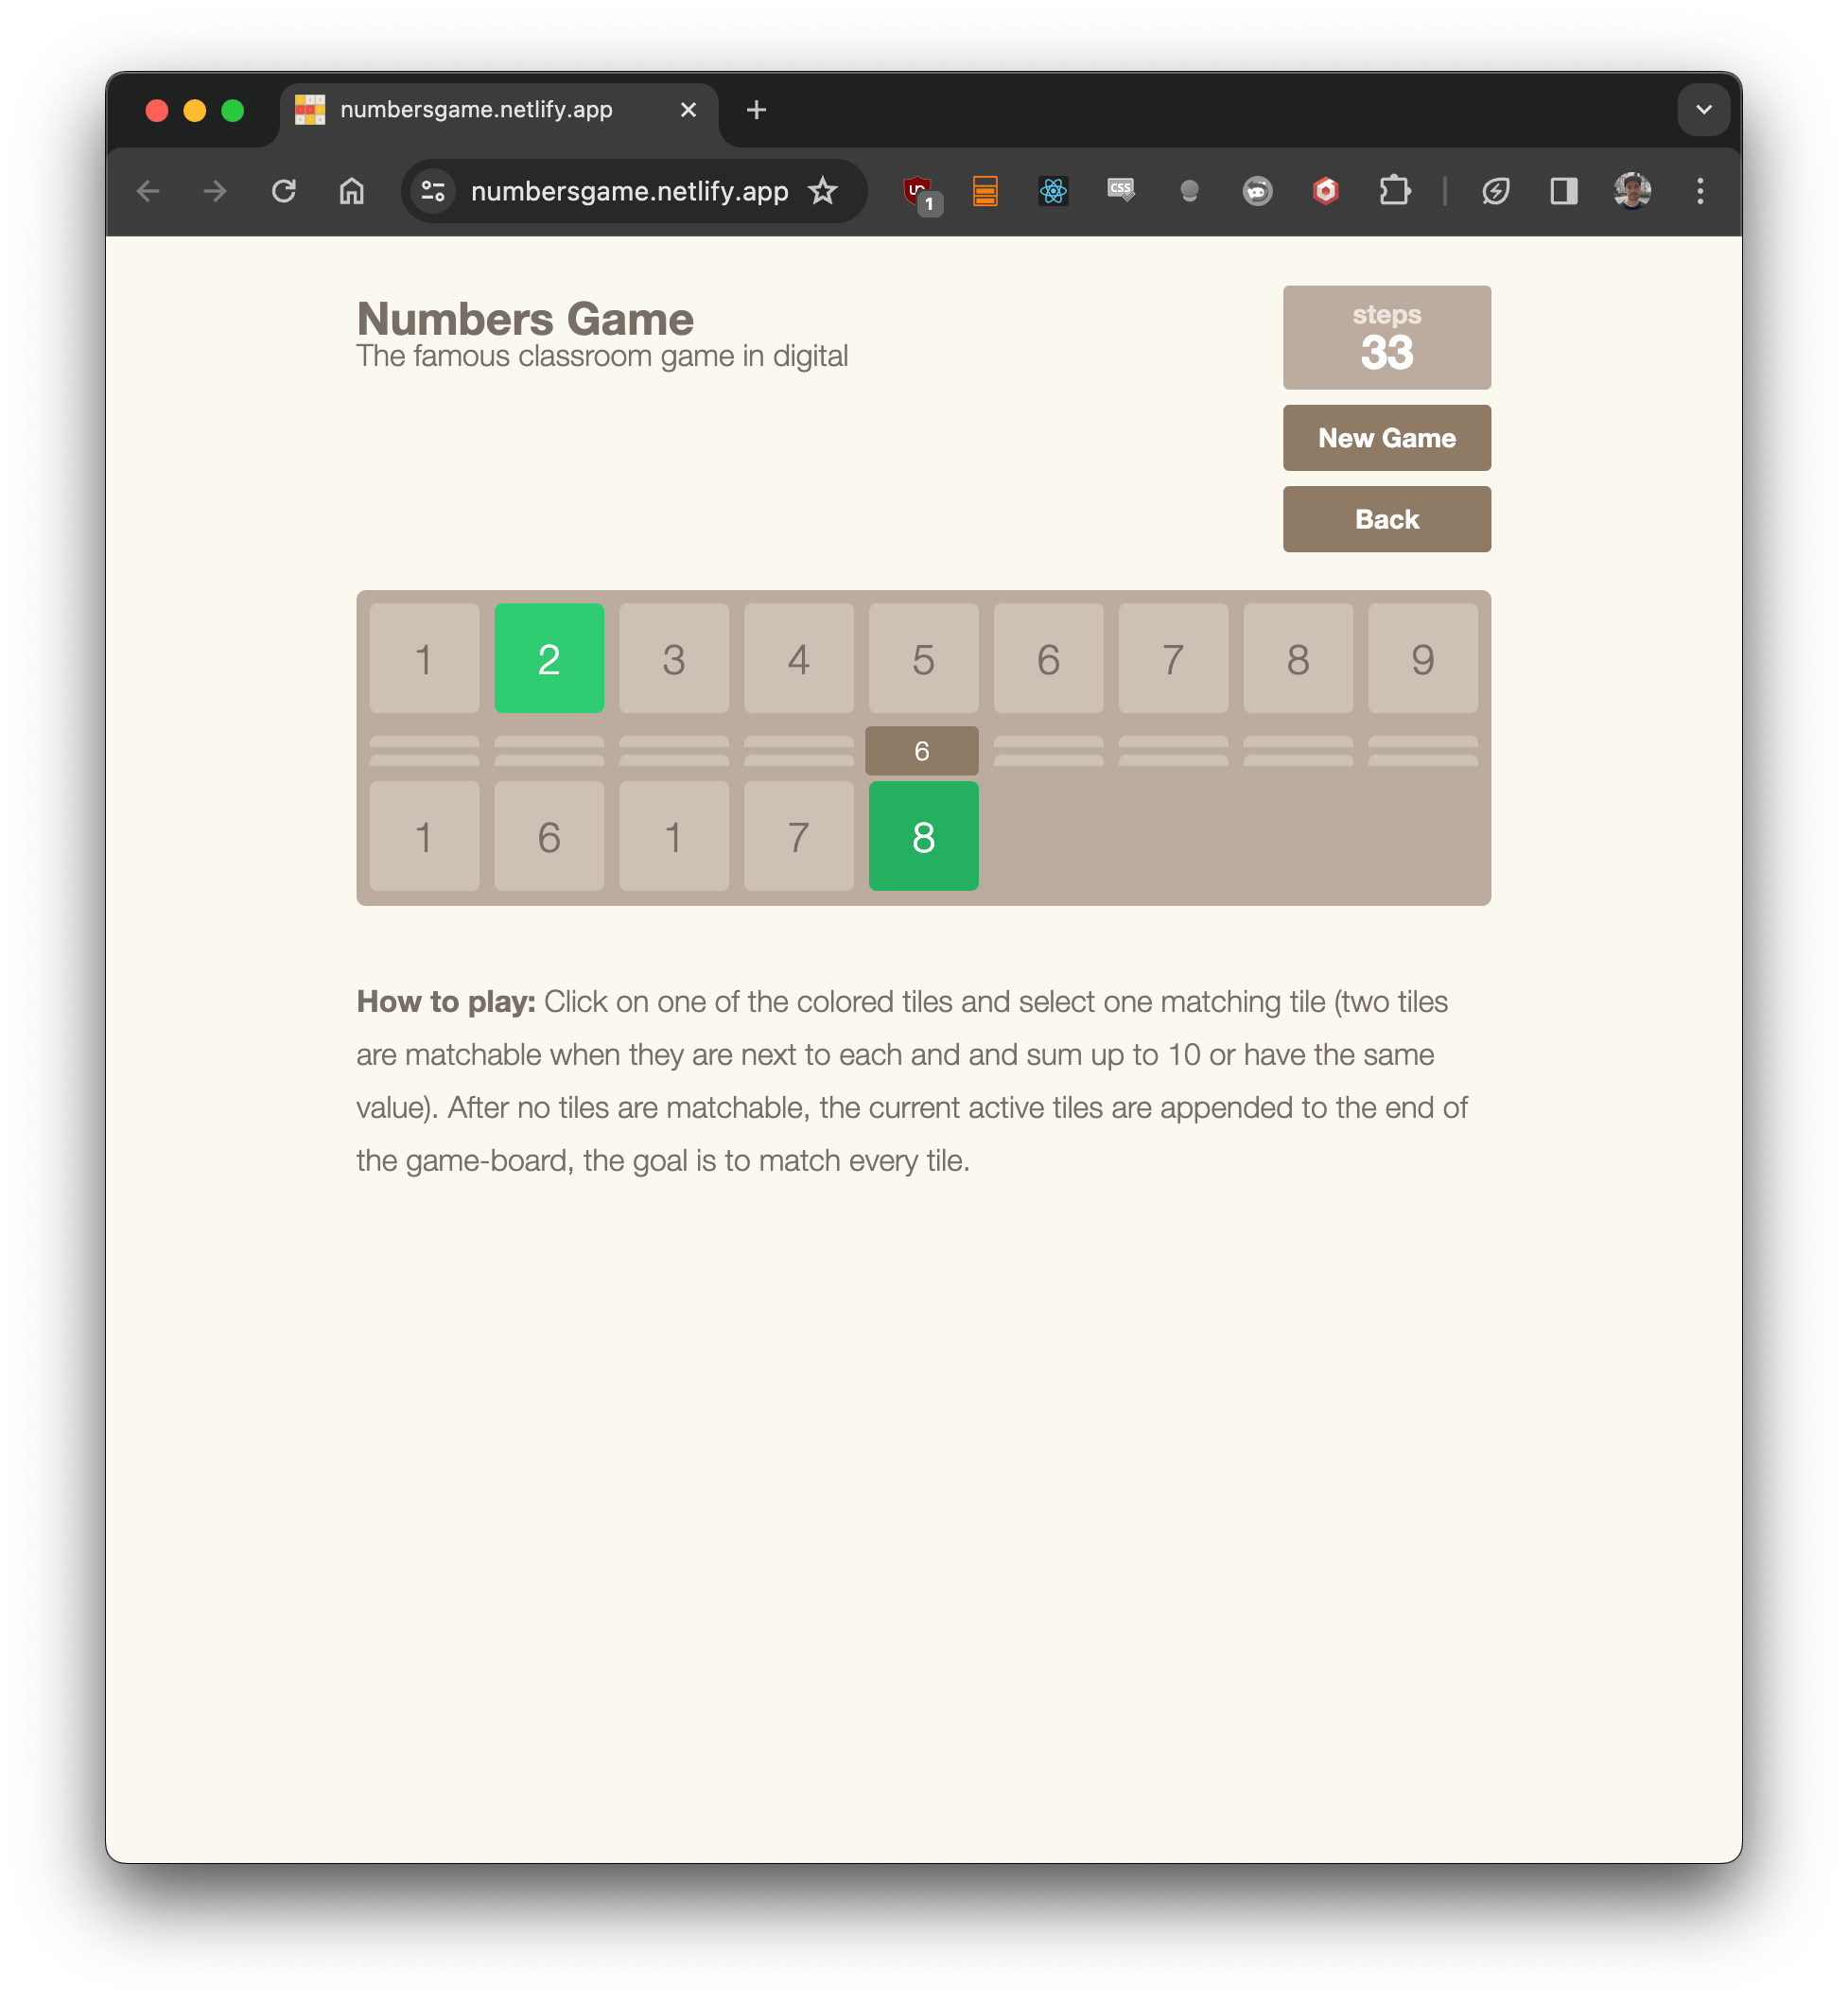 numbersgame.netlify.app
numbersgame.netlify.app
UD
1
CSS
Numbers Game
The famous classroom game in digital
steps
33
New Game
Back
1 2 3 4 5 6 7 8 9
6
1 6 1 7 8
How to play: Click on one of the colored tiles and select one matching tile (two tiles
are matchable when they are next to each and and sum up to 10 or have the same
value). After no tiles are matchable, the current active tiles are appended to the end of
the game-board, the goal is to match every tile.